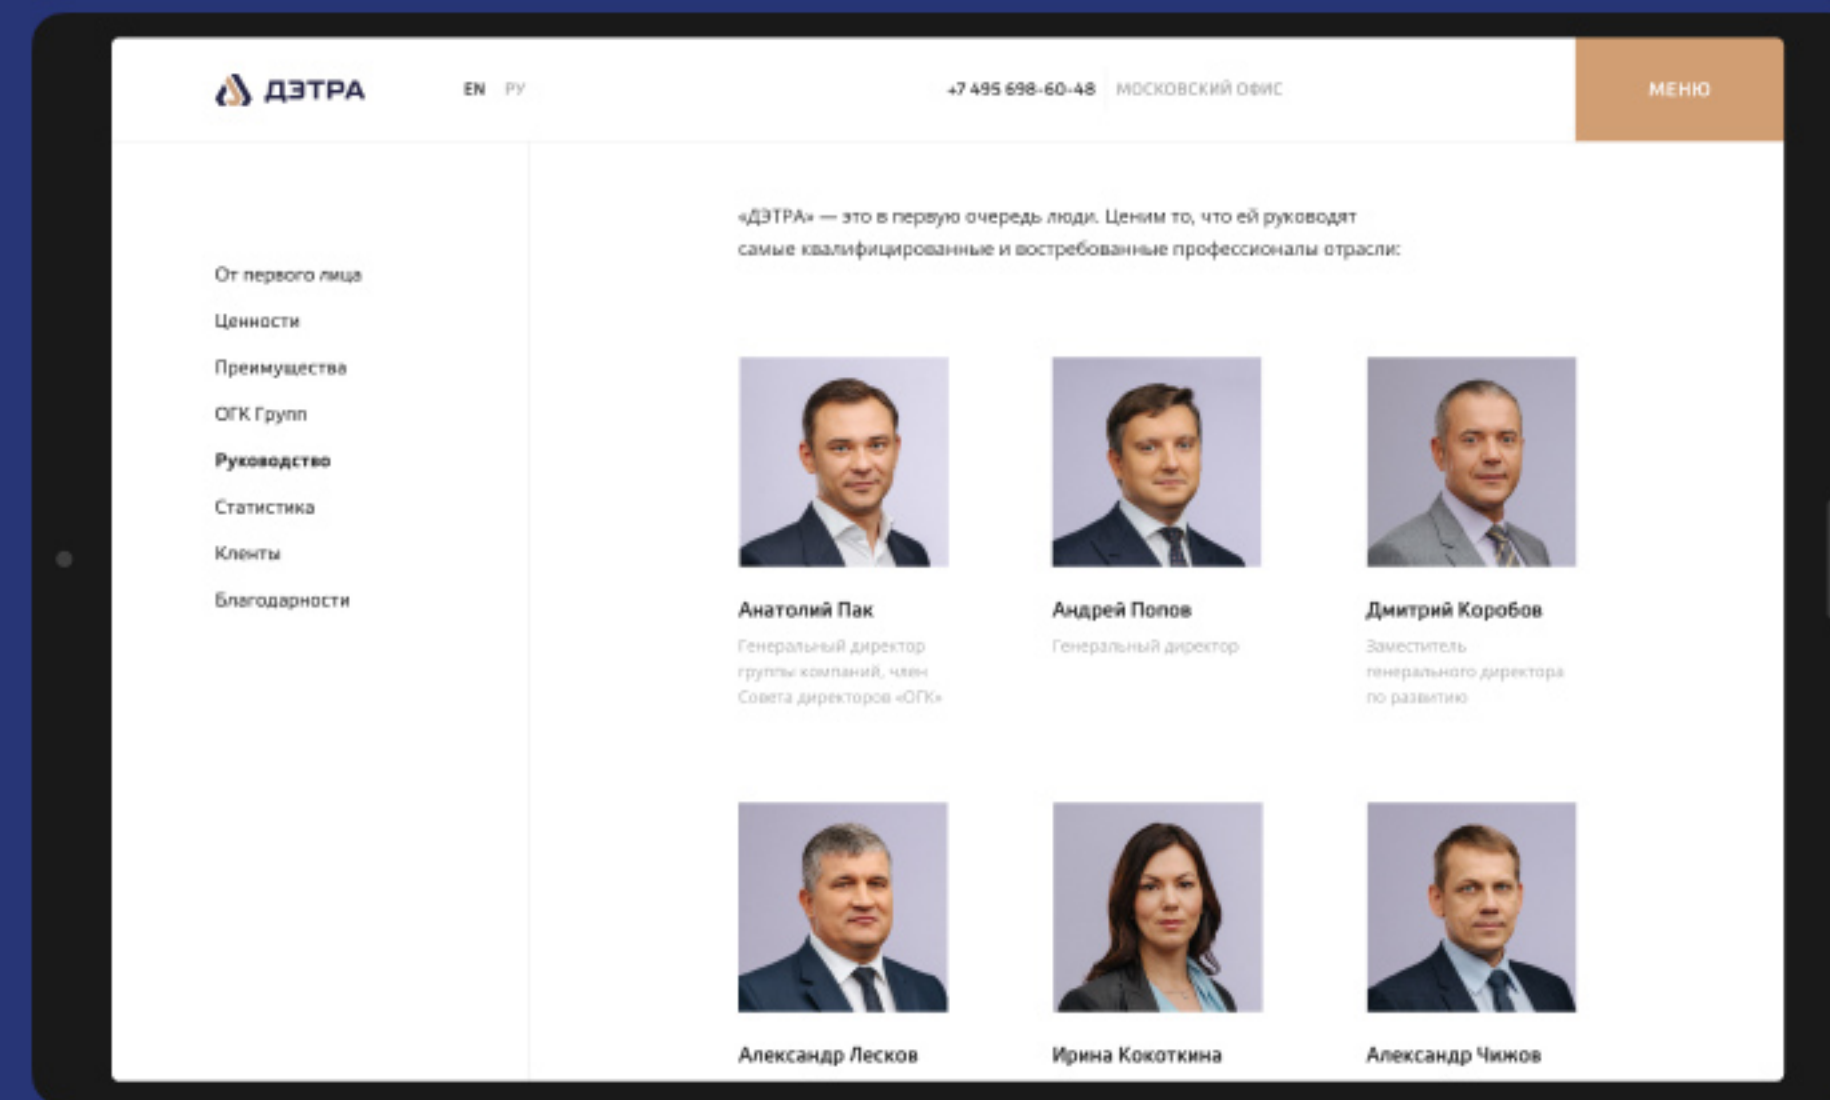 ДЭТРА
EN РУ
+7 495 698-60-48 МОСКОВСКИЙ ОФИС
МЕНЮ
От первого лица
Ценности
Преимущества
ОГК Групп
Руководство
Статистика
Кленты
Благодарности
«ДЭТРА» — это в первую очередь люди. Ценим то, что ей руководят
самые квалифицированные и востребованные профессионалы отрасли:
Анатолий Пак
Генеральный директор
группы компаний, член
Совета директоров «ОГК»
Андрей Попов
Генеральный директор
Дмитрий Коробов
Заместитель
генерального директора
по развитию
Александр Лесков
Ирина Кокоткина
Александр Чижов